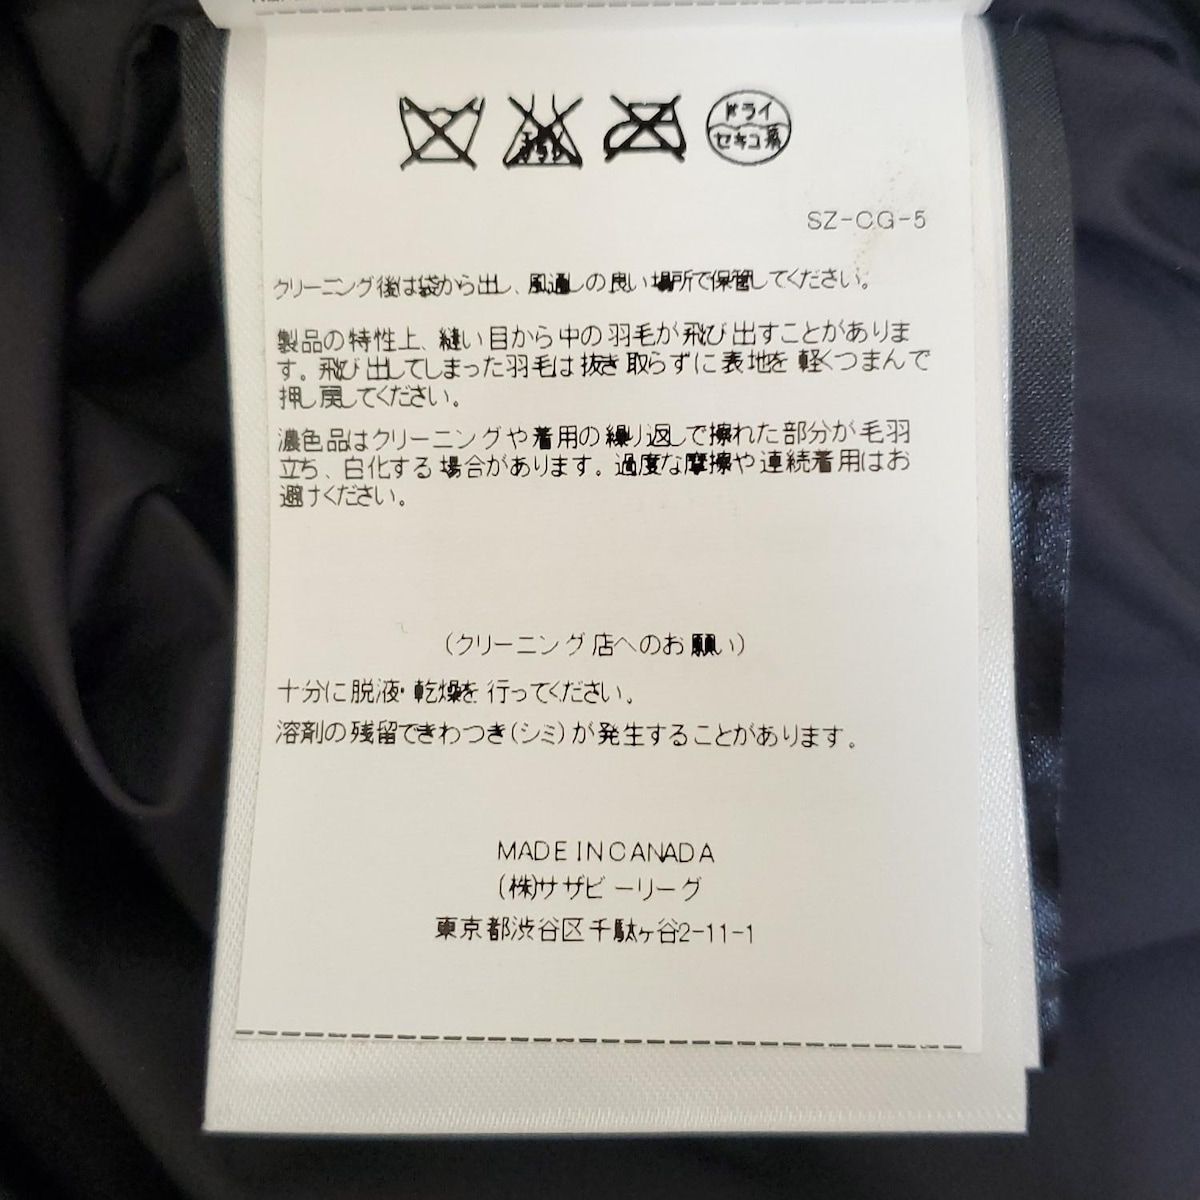 ドライ
セキユ系
SZ-CG-5
クリーニング後は袋から出し、風通しの良い場所で保管してください。
製品の特性上、縫い目から中の羽毛が飛び出すことがありま
す。飛び出してしまった羽毛は抜き取らずに表地を軽くつまんで
押し戻してください。
濃色品はクリーニングや着用の繰り返しで擦れた部分が毛羽
立ち、白化する場合があります。過度な摩擦や連続着用はお
避けください。
(クリーニング店へのお願い)
十分に脱液・乾燥を行ってください。
溶剤の残留できわつき(シミ)が発生することがあります。
MADE IN CANADA
(株)サザビーリーグ
東京都渋谷区千駄ヶ谷2-11-1